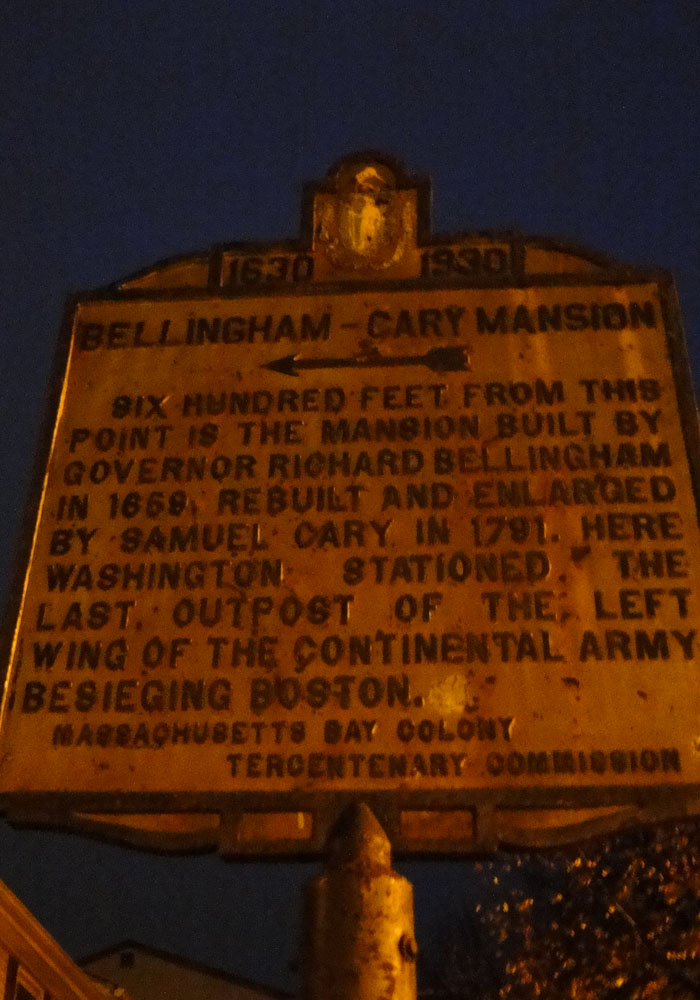 1630 1930
BELLINGHAM - CARY MANSION
SIX HUNDRED FEET FROM THIS
POINT IS THE MANSION BUILT BY
GOVERNOR RICHARD BELLINGHAM
IN 1659, REBUILT AND ENLARGED
BY SAMUEL CARY IN 1791. HERE
WASHINGTON STATIONED THE
LAST OUTPOST OF THE LEFT
WING OF THE CONTINENTAL ARMY
BESIEGING BOSTON.
MASSACHUSETTS BAY COLONY
TERCENTENARY COMMISSION